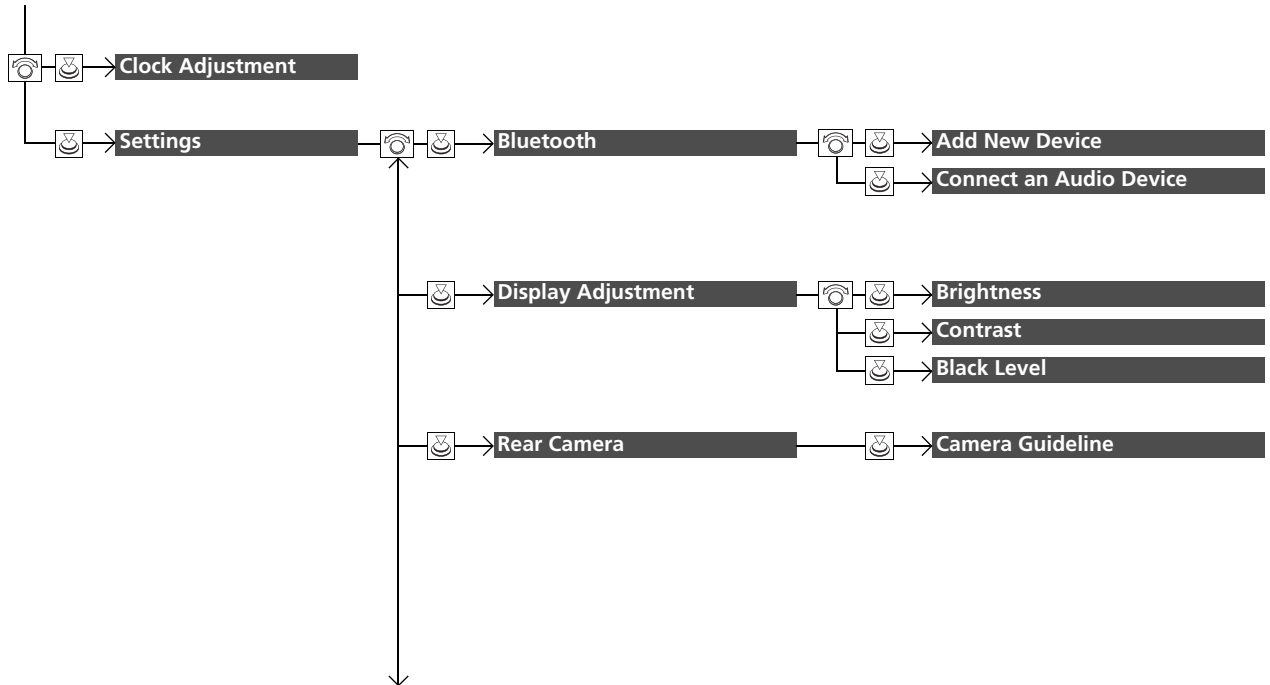 Clock Adjustment
Settings
Bluetooth
Add New Device
Connect an Audio Device
Display Adjustment
Brightness
Contrast
Black Level
Rear Camera
Camera Guideline